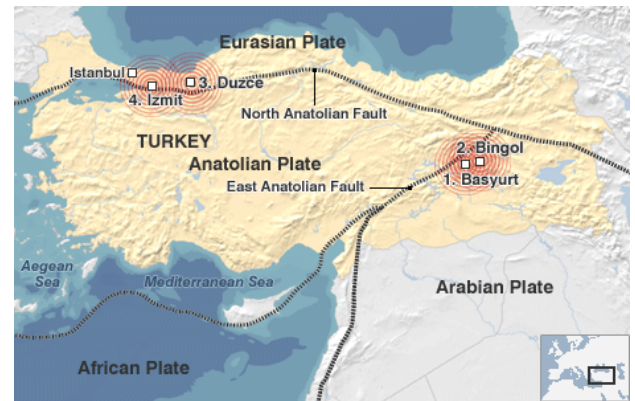 Eurasian Plate
Istanbul
3. Duzce
4. Izmit
North Anatolian Fault
TURKEY
2. Bingol
Anatolian Plate
1. Basyurt
East Anatolian Fault
Aegean
Sea
Mediterranean Sea
Arabian Plate
African Plate